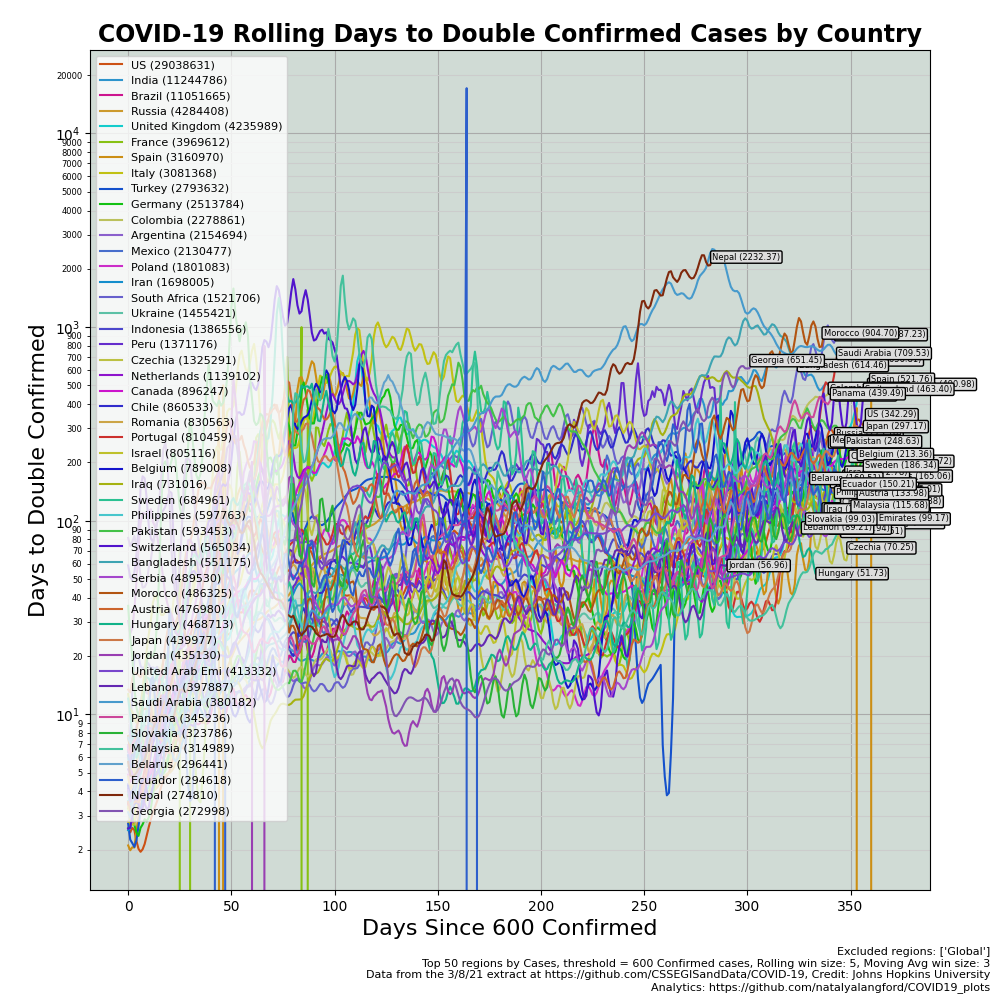 COVID-19 Rolling Days to Double Confirmed Cases by Country
US (29038631)
India (11244786)
Brazil (11051665)
Russia (4284408)
United Kingdom (4235989)
France (3969612)
Spain (3160970)
Italy (3081368)
Turkey (2793632)
Germany (2513784)
Colombia (2278861)
Argentina (2154694)
Mexico (2130477)
Poland (1801083)
Iran (1698005)
South Africa (1521706)
Ukraine (1455421)
Indonesia (1386556)
Peru (1371176)
Czechia (1325291)
Netherlands (1139102)
Canada (896247)
Chile (860533)
Romania (830563)
Portugal (810459)
Israel (805116)
Belgium (789008)
Iraq (731016)
Sweden (684961)
Philippines (597763)
Pakistan (593453)
Switzerland (565034)
Bangladesh (551175)
Serbia (489530)
Morocco (486325)
Austria (476980)
Hungary (468713)
Japan (439977)
Jordan (435130)
United Arab Emi (413332)
Lebanon (397887)
Saudi Arabia (380182)
Panama (345236)
Slovakia (323786)
Malaysia (314989)
Belarus (296441)
Ecuador (294618)
Nepal (274810)
Georgia (272998)
Days to Double Confirmed
20000
10^4
9000
8000
7000
6000
5000
4000
3000
2000
10^3
900
800
700
600
500
400
300
200
10^2
90
80
70
60
50
40
30
20
10^1
9
8
7
6
5
4
3
2
Nepal (2232.37)
Morocco (904.70)
87.23)
Saudi Arabia (709.53)
Georgia (651.45)
desh (614.46)
Spain (521.76)
0.98)
(463.40)
Panama (439.49)
US (342.29)
Japan (297.17)
Pakistan (248.63)
Belgium (213.36)
Sweden (186.34)
(165.06)
Belarus
Ecuador (150.21)
Austria (133.98)
Malaysia (115.68)
Iraq
Slovakia (99.03)
Emirates (99.17)
Lebanon (89.21)
Czechia (70.25)
Jordan (56.96)
Hungary (51.73)
0
50
100
150
200
250
300
350
Days Since 600 Confirmed
Excluded regions: ['Global']
Top 50 regions by Cases, threshold = 600 Confirmed cases, Rolling win size: 5, Moving Avg win size: 3
Data from the 3/8/21 extract at https://github.com/CSSEGISandData/COVID-19, Credit: Johns Hopkins University
Analytics: https://github.com/natalyalangford/COVID19_plots